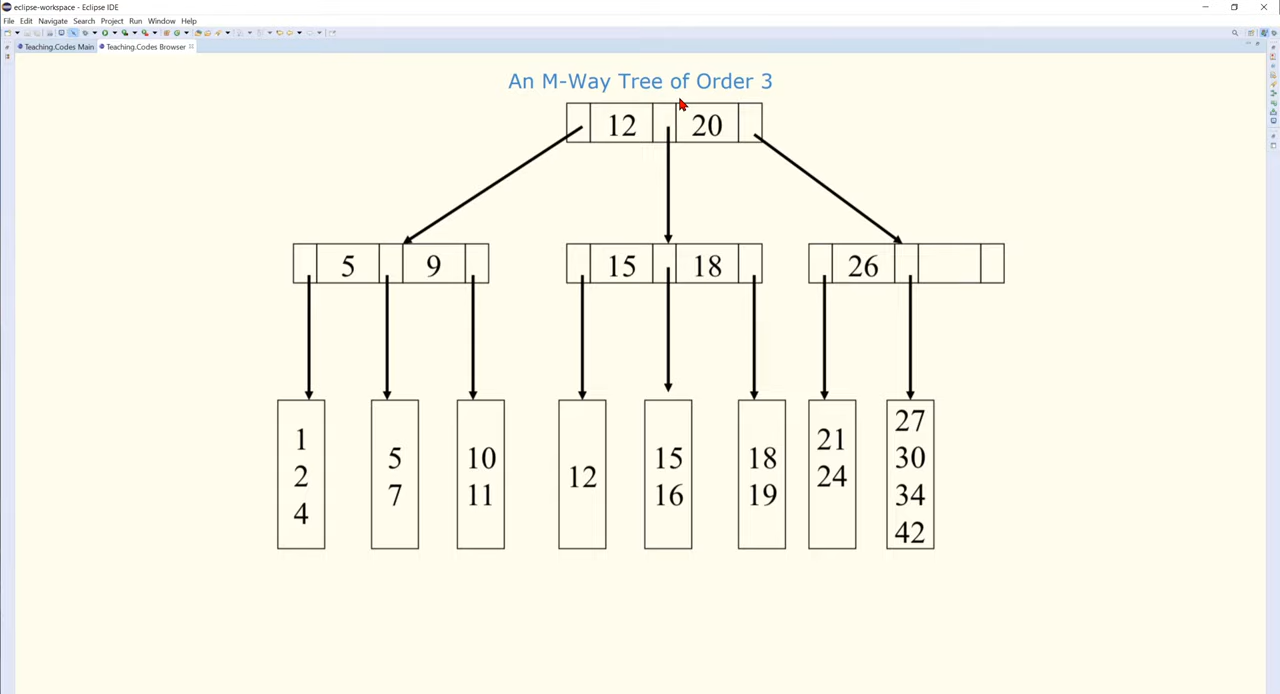 eclipse-workspace - Eclipse IDE
File Edit Navigate Search Project Run Window Help
Teaching.Codes Main Teaching.Codes Browser
An M-Way Tree of Order 3
12 20
5 9 15 18 26
1 2 4
5 7
10 11
12
15 16
18 19
21 24
27 30 34 42